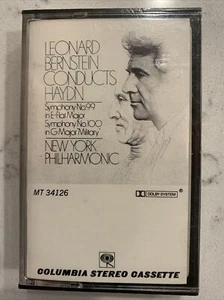 LEONARD
BERNSTEIN
CONDUCTS
HAYDN
Symphony No.99
in E-Flat Major
Symphony No.100
in G-Major "Military"
NEW YORK
PHILHARMONIC
MT 34126
DOLBY SYSTEM
COLUMBIA STEREO CASSETTE